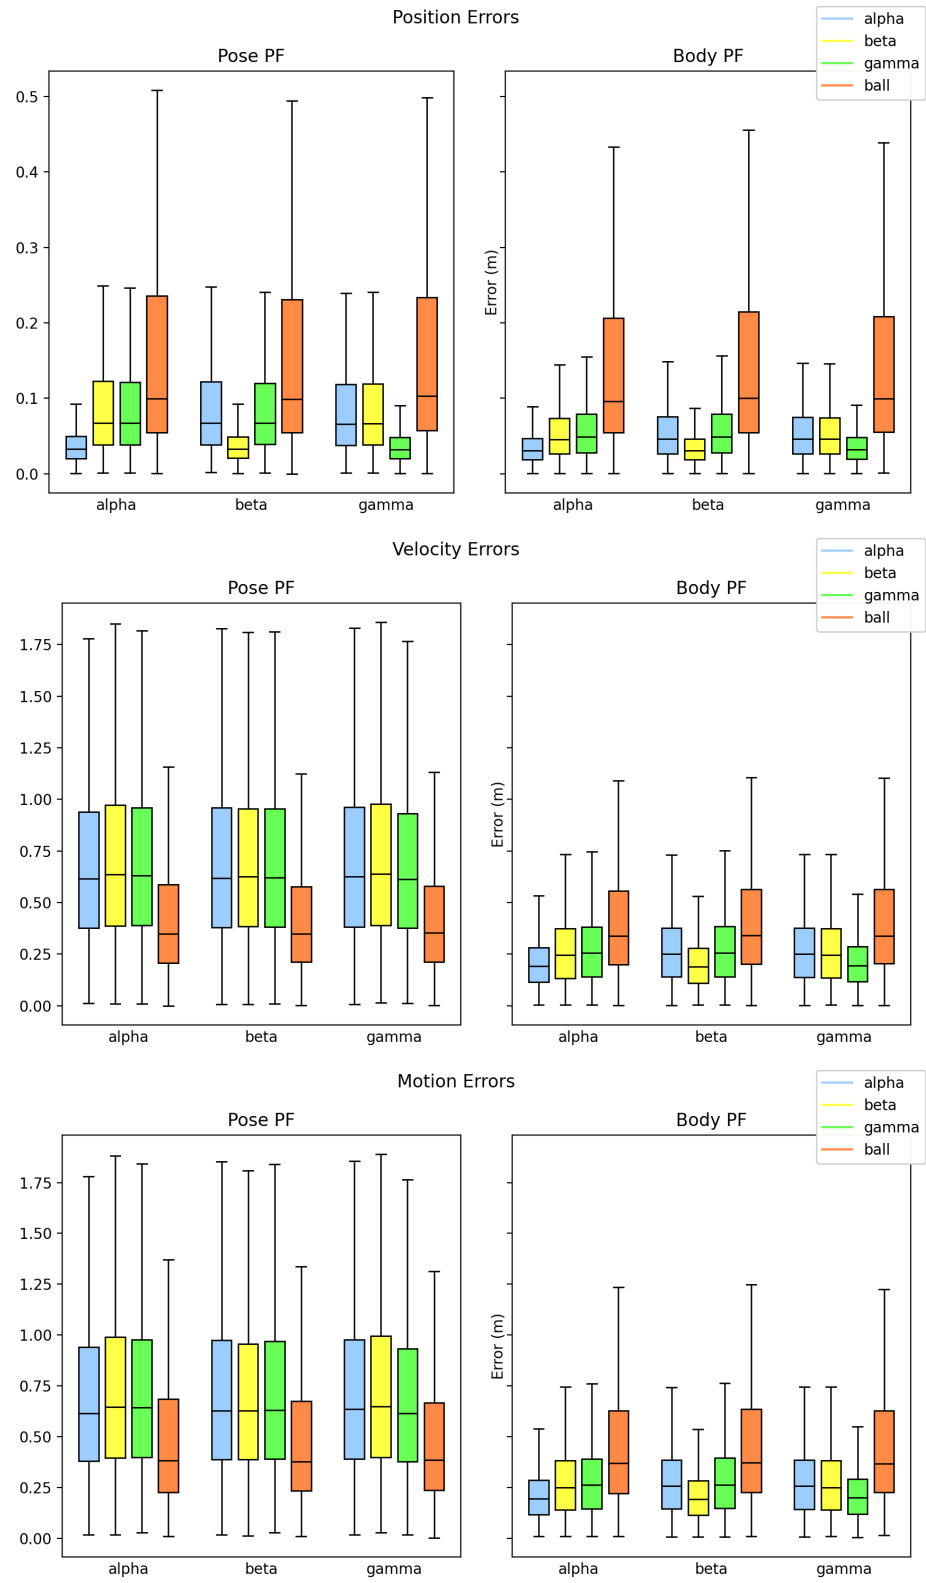 Position Errors
Pose PF
Body PF
alpha
beta
gamma
ball
0.5
0.4
0.3
0.2
0.1
0.0
Error (m)
alpha beta gamma
alpha beta gamma
Velocity Errors
Pose PF
Body PF
alpha
beta
gamma
ball
1.75
1.50
1.25
1.00
0.75
0.50
0.25
0.00
Error (m)
alpha beta gamma
alpha beta gamma
Motion Errors
Pose PF
Body PF
alpha
beta
gamma
ball
1.75
1.50
1.25
1.00
0.75
0.50
0.25
0.00
Error (m)
alpha beta gamma
alpha beta gamma